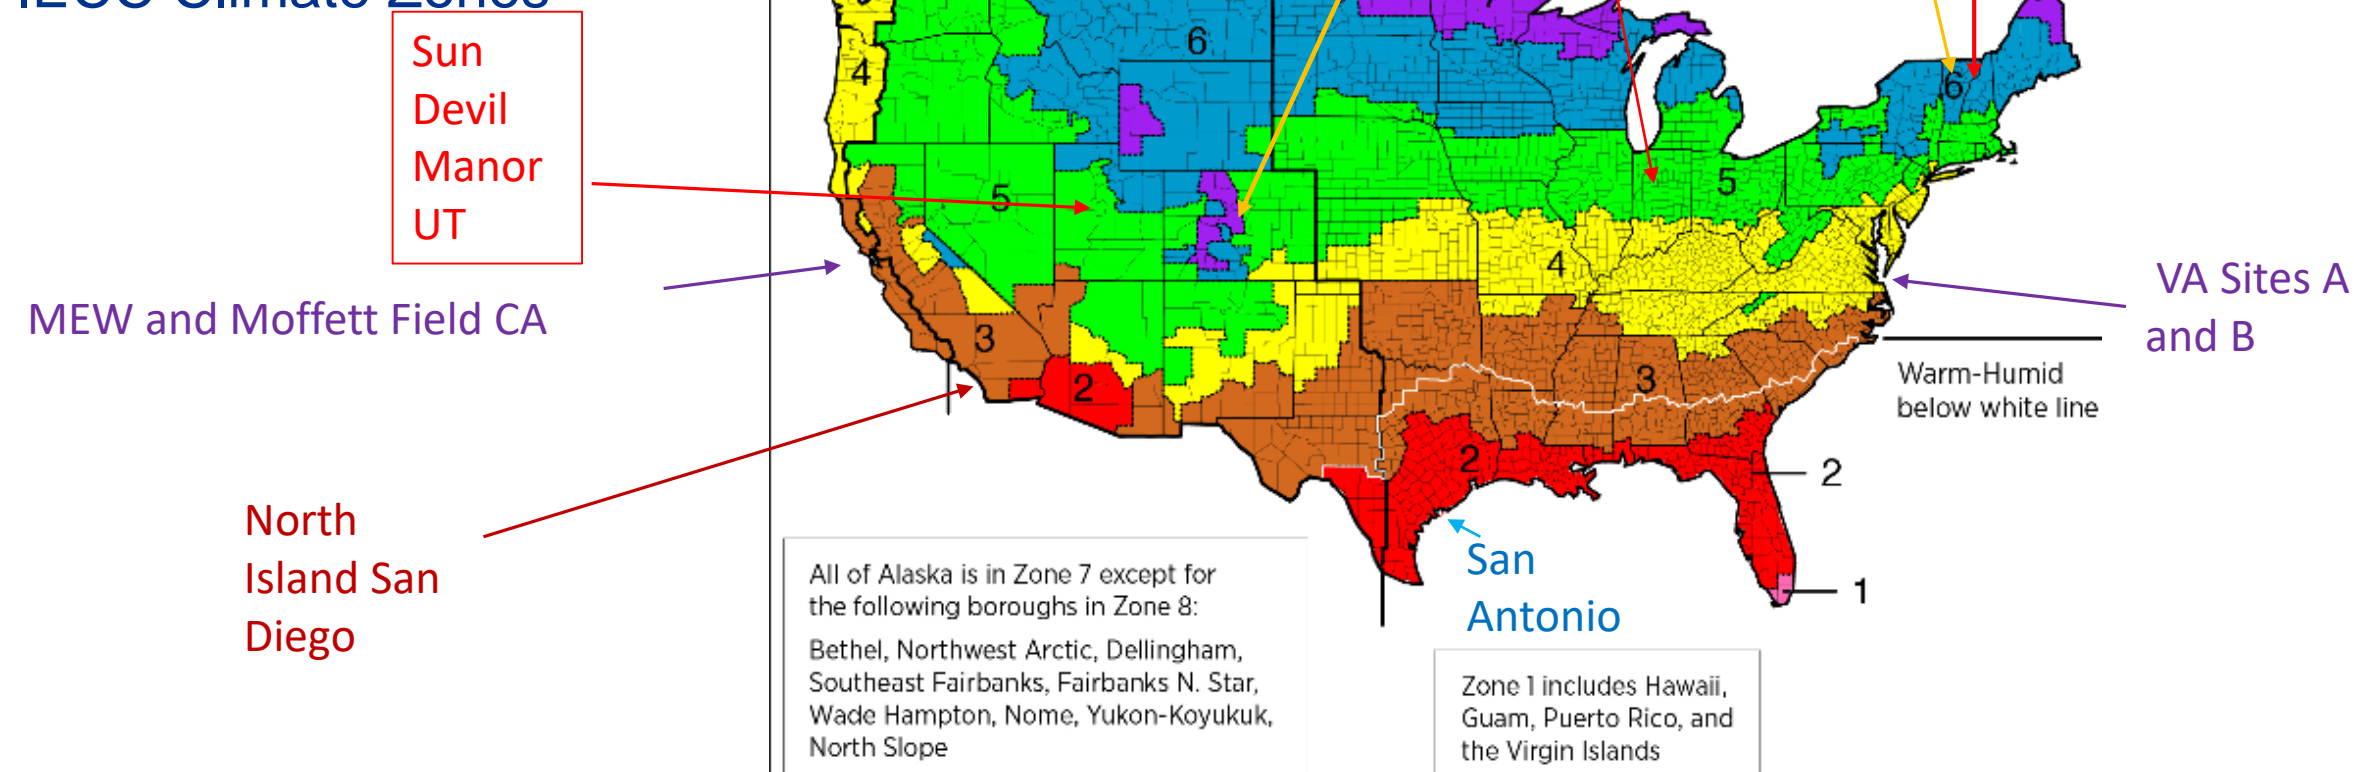 IECC Climate Zones
Sun
Devil
Manor
UT
MEW and Moffett Field CA
North
Island San
Diego
6
4
5
3
2
6
5
4
3
2
2
1
VA Sites A
and B
Warm-Humid
below white line
San
Antonio
All of Alaska is in Zone 7 except for
the following boroughs in Zone 8:
Bethel, Northwest Arctic, Dellingham,
Southeast Fairbanks, Fairbanks N. Star,
Wade Hampton, Nome, Yukon-Koyukuk,
North Slope
Zone 1 includes Hawaii,
Guam, Puerto Rico, and
the Virgin Islands